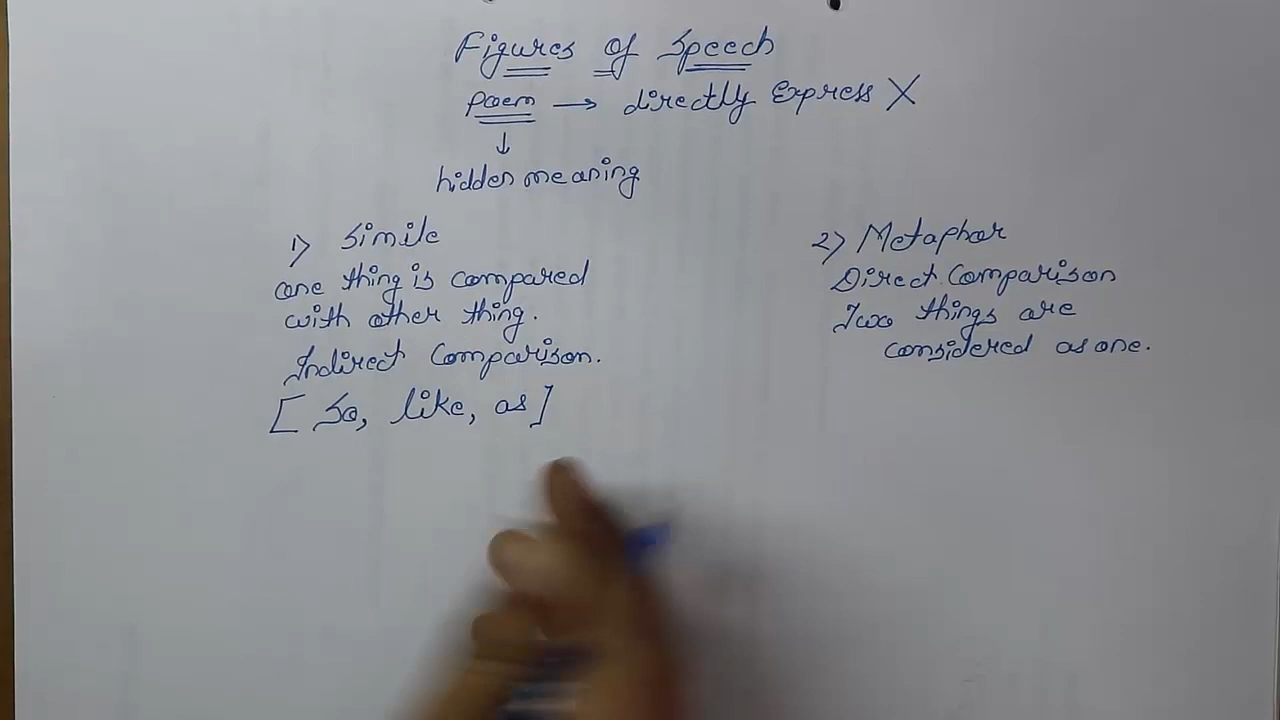 Figures of Speech
Poem → directly Express X
↓
hidden meaning
1) Simile
one thing is compared
with other thing.
Indirect Comparison.
[ So, like, as ]
2) Metaphor
Direct Comparison
Two things are
considered as one.